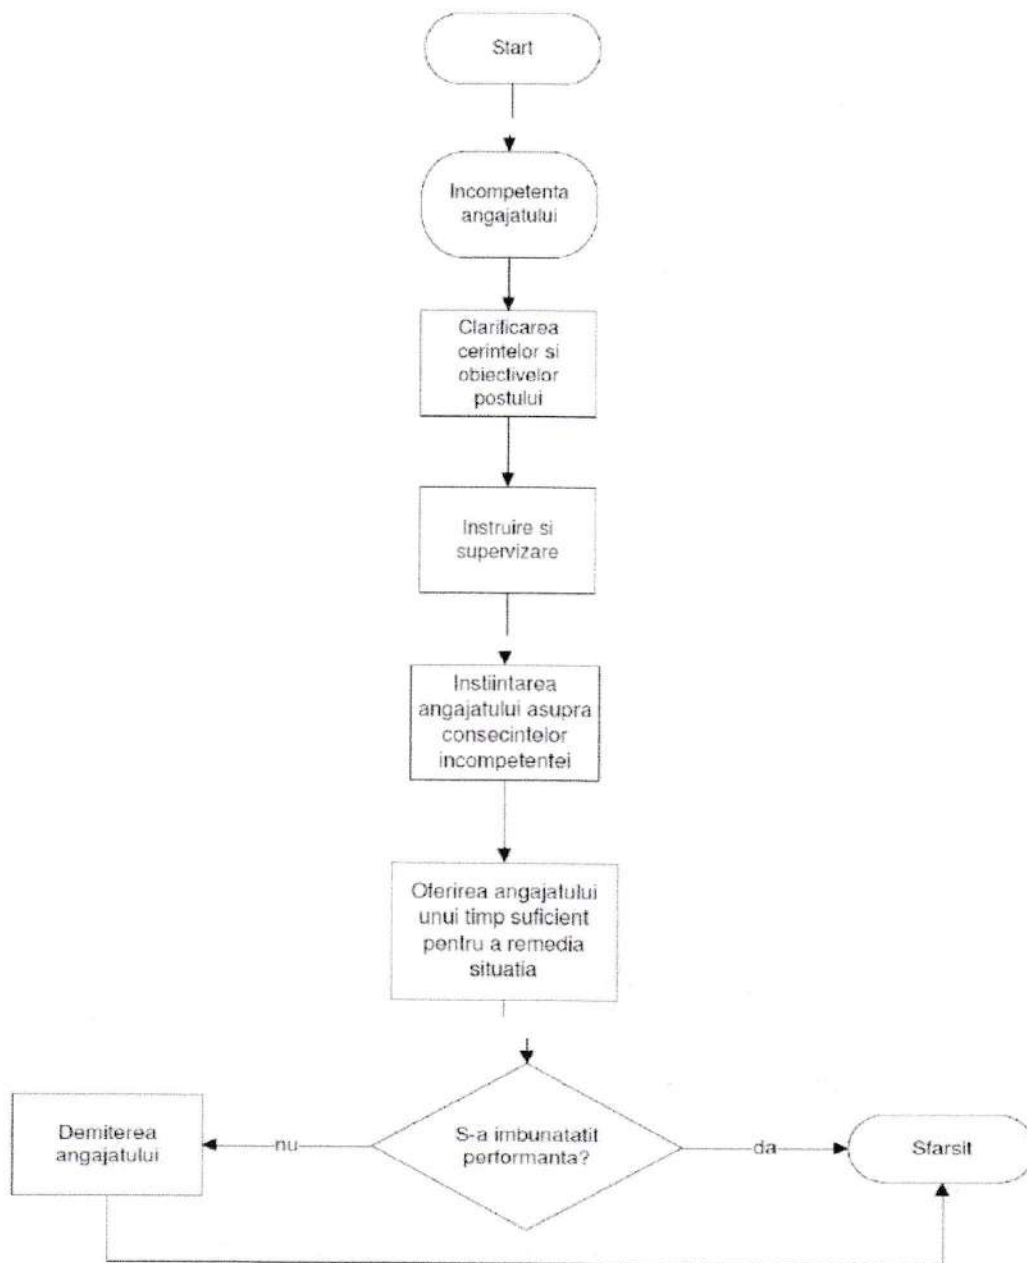 Start
Incompetenta
angajatului
Clarificarea
cerintelor si
obiectivelor
postului
Instruire si
supervizare
Instiintarea
angajatului asupra
consecintelor
incompetentei
Oferirea angajatului
unui timp suficient
pentru a remedia
situatia
Demiterea
angajatului
nu
S-a imbunatatit
performanta?
da
Sfarsit